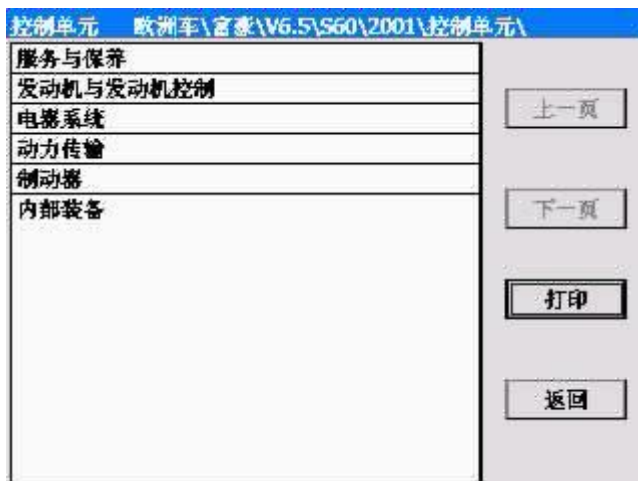 控制单元 欧洲车\富豪\V6.5\S60\2001\控制单元\
服务与保养
发动机与发动机控制
电器系统
动力传输
制动器
内部装备
上一页
下一页
打印
返回